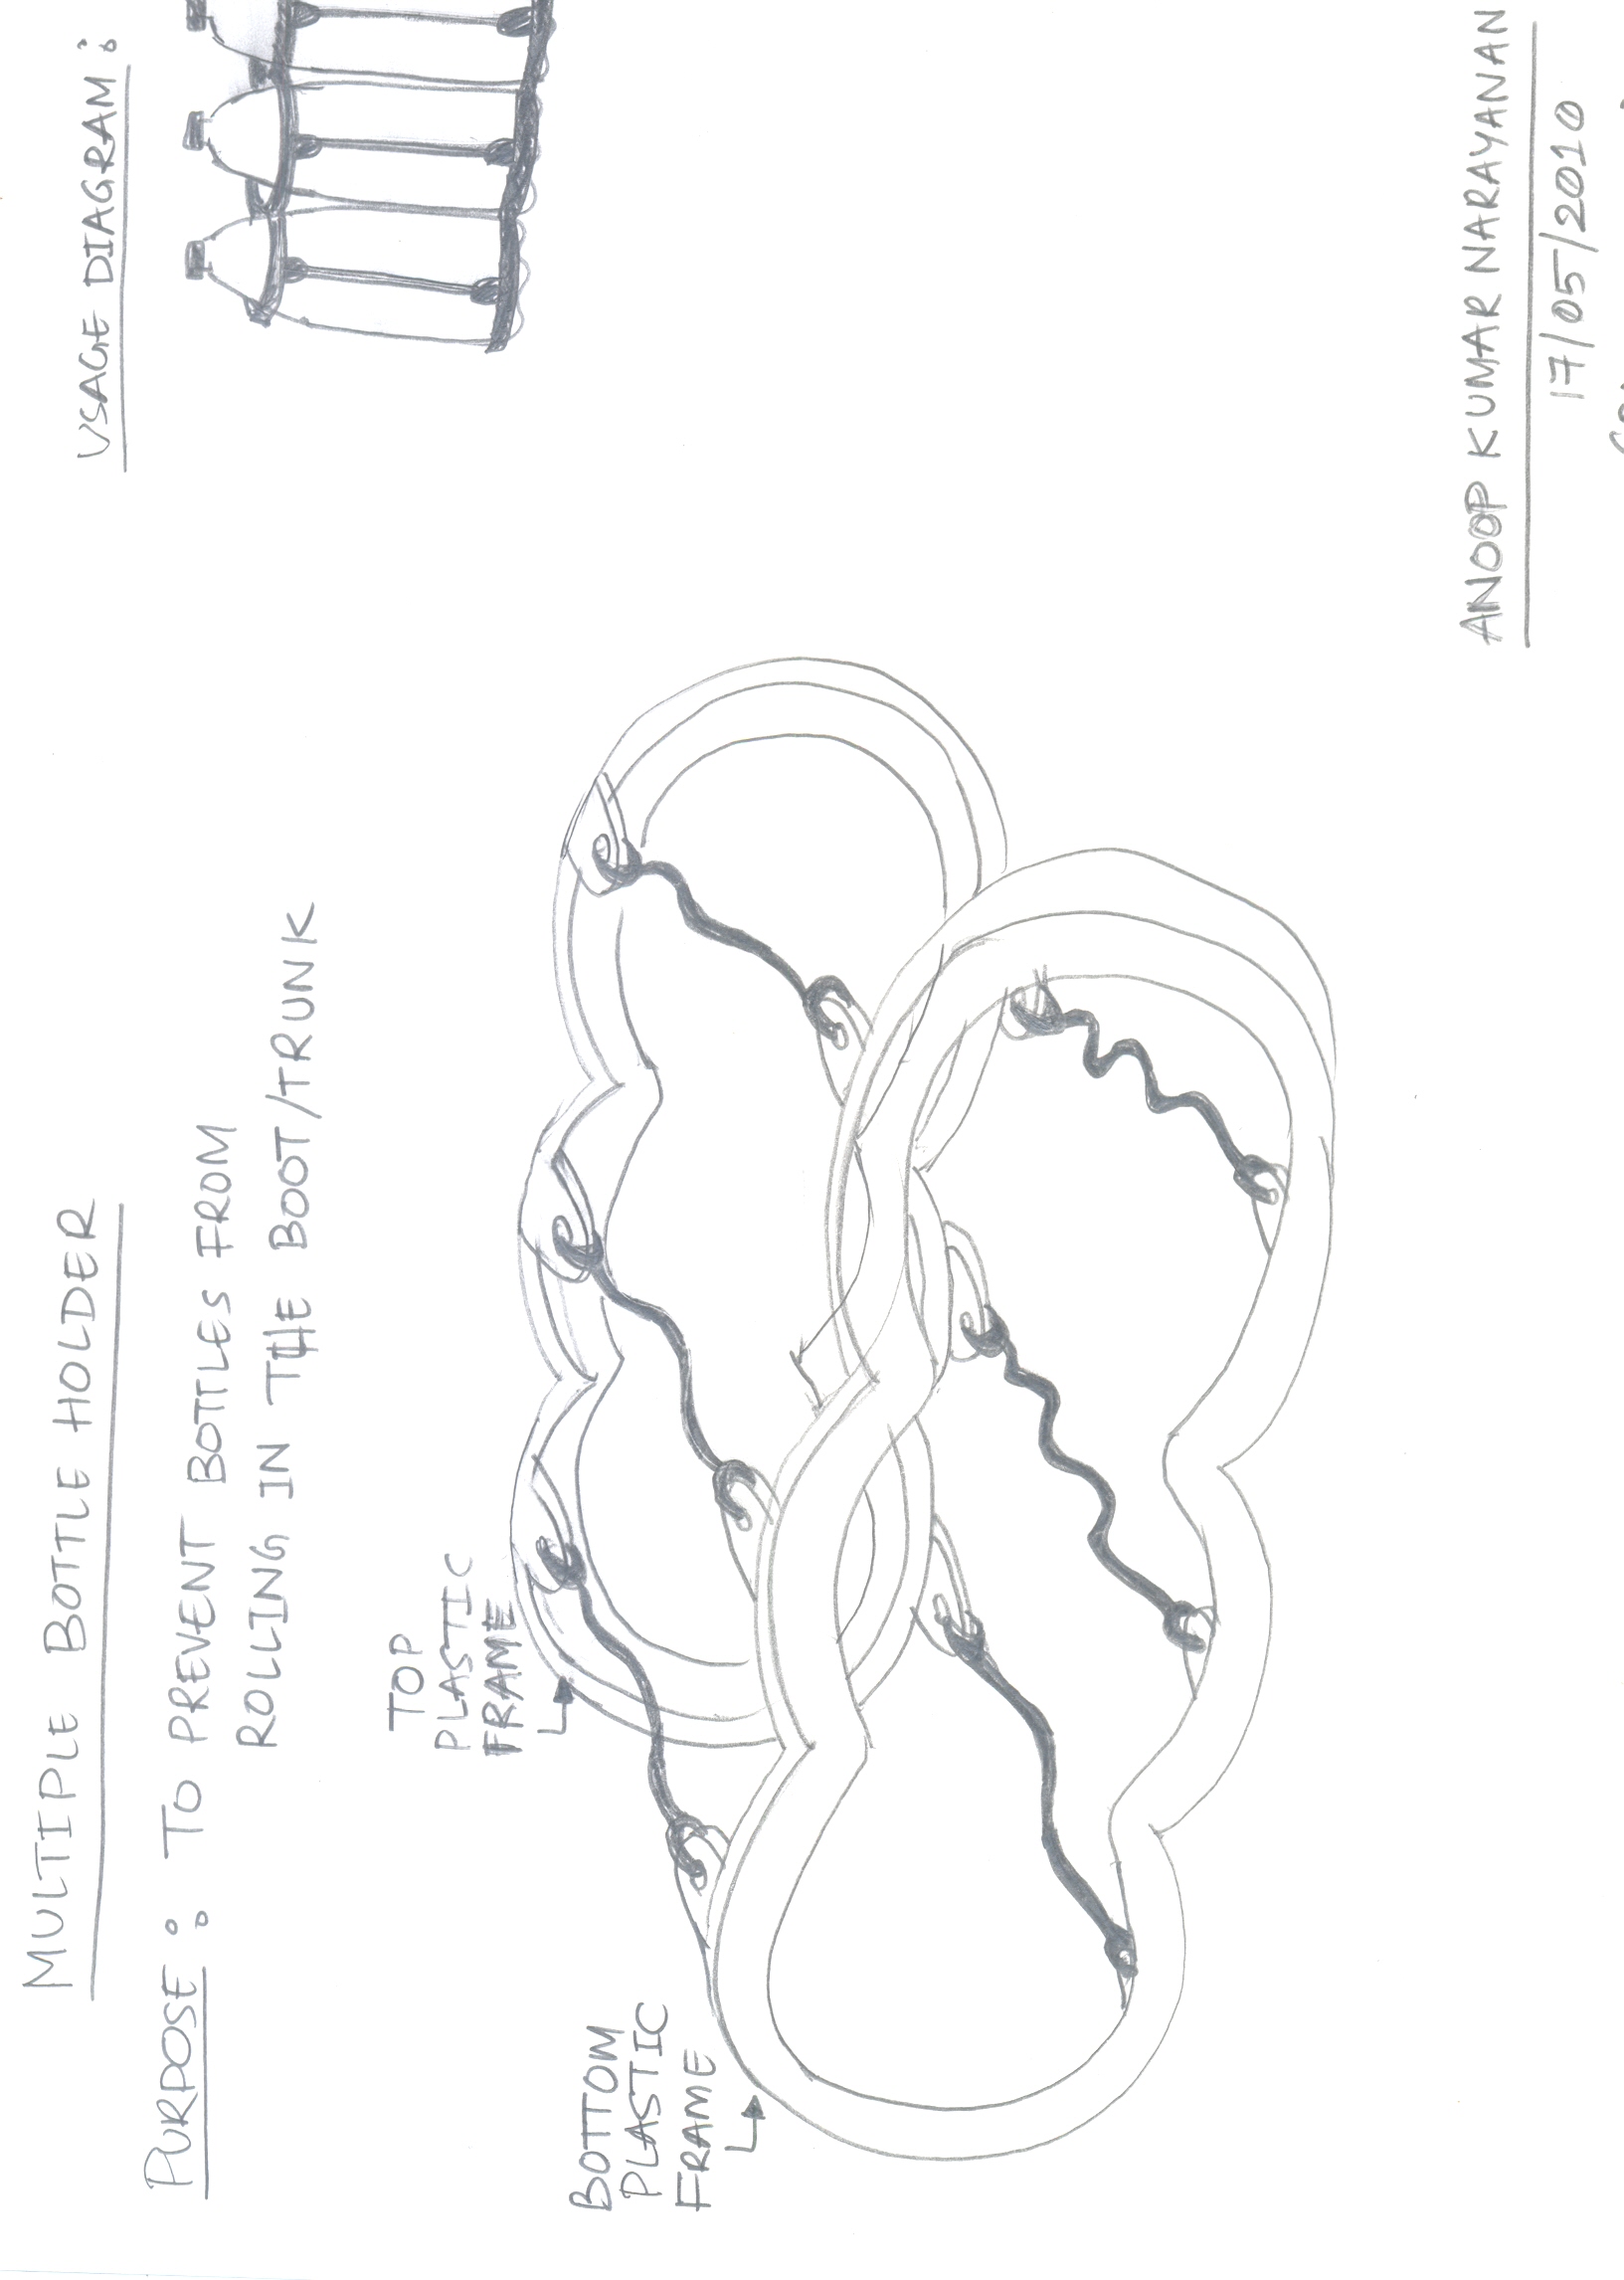 MULTIPLE BOTTLE HOLDER
PURPOSE : TO PREVENT BOTTLES FROM
ROLLING IN THE BOOT/TRUNK
TOP
PLASTIC
FRAME
BOTTOM
PLASTIC
FRAME
USAGE DIAGRAM :
ANOOP KUMAR NARAYANAN
17/05/2010